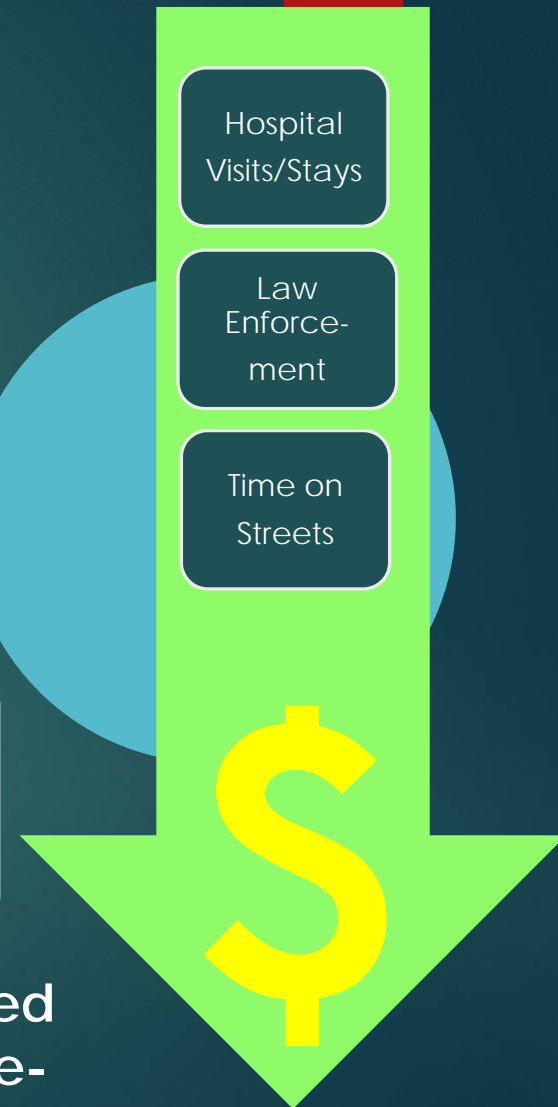 Hospital
Visits/Stays
Law
Enforce-
ment
Time on
Streets
$